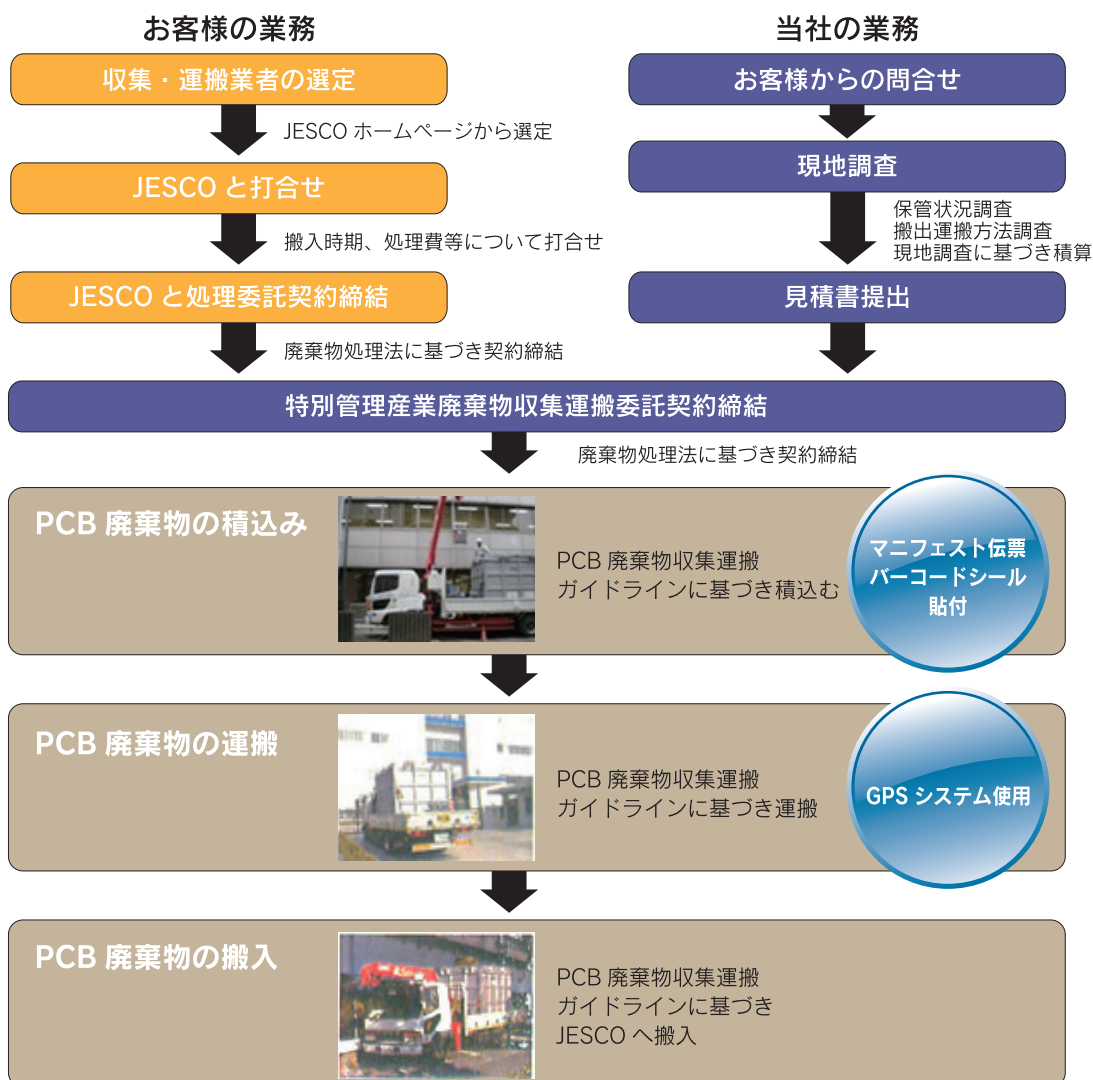 お客様の業務
収集・運搬業者の選定
JESCO ホームページから選定
JESCO と打合せ
搬入時期、処理費等について打合せ
JESCO と処理委託契約締結
廃棄物処理法に基づき契約締結
当社の業務
お客様からの問合せ
現地調査
保管状況調査
搬出運搬方法調査
現地調査に基づき積算
見積書提出
特別管理産業廃棄物収集運搬委託契約締結
廃棄物処理法に基づき契約締結
PCB 廃棄物の積込み
PCB 廃棄物収集運搬
ガイドラインに基づき積込む
マニフェスト伝票
バーコードシール
貼付
PCB 廃棄物の運搬
PCB 廃棄物収集運搬
ガイドラインに基づき運搬
GPS システム使用
PCB 廃棄物の搬入
PCB 廃棄物収集運搬
ガイドラインに基づき
JESCO へ搬入